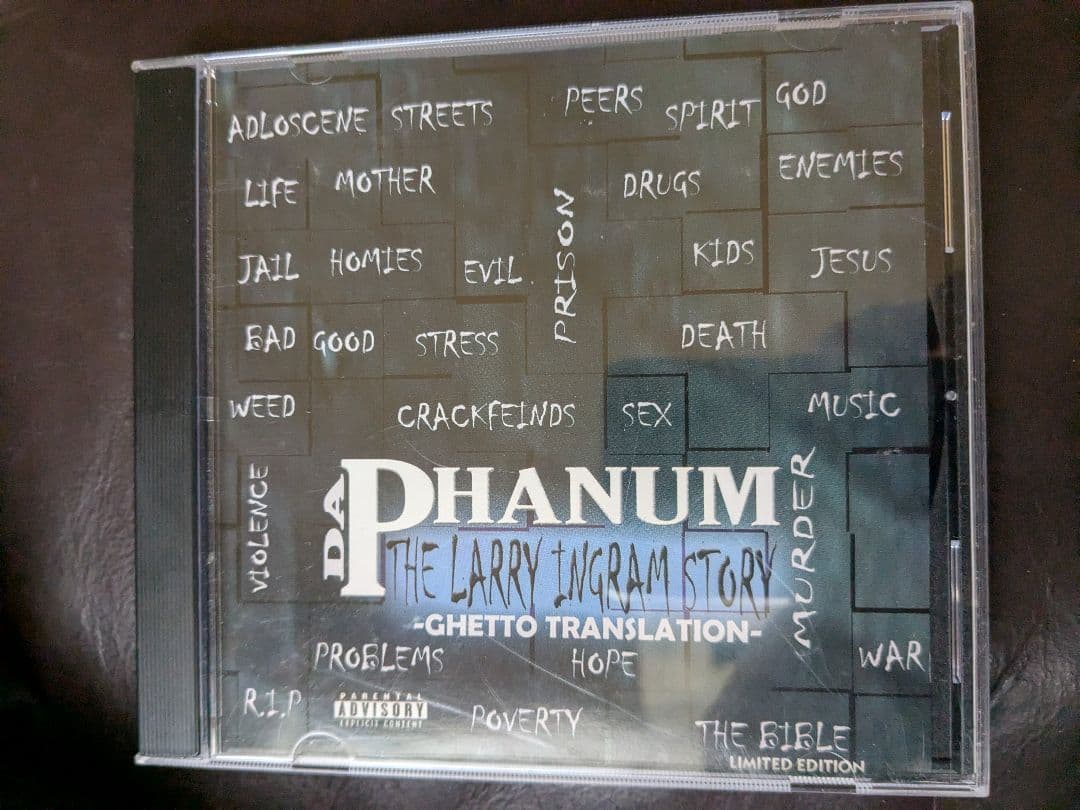 ADLOSCENE STREETS PEERS SPIRIT GOD
LIFE MOTHER DRUGS ENEMIES
JAIL HOMIES EVIL PRISON KIDS JESUS
BAD GOOD STRESS DEATH
WEED CRACKFEINDS SEX MUSIC
VIOLENCE
DA PHANUM
THE LARRY INGRAM STORY
-GHETTO TRANSLATION-
MURDER
PROBLEMS HOPE WAR
R.I.P
PARENTAL
ADVISORY
EXPLICIT CONTENT
POVERTY THE BIBLE
LIMITED EDITION